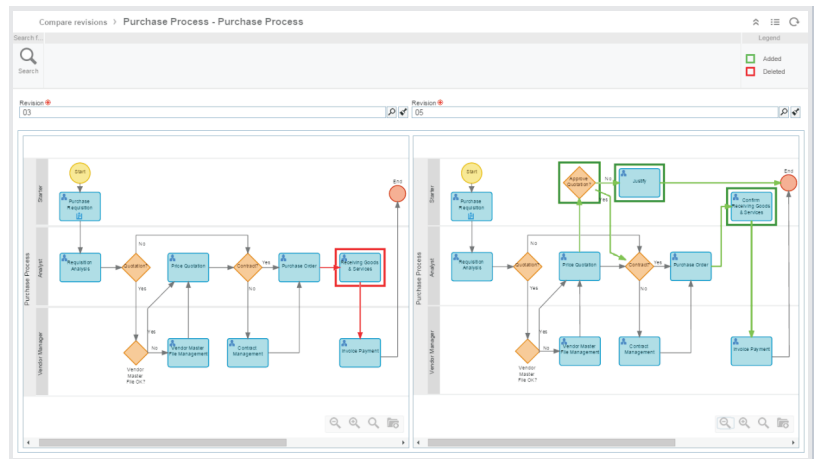 Compare revisions > Purchase Process - Purchase Process
Search f...
Legend
Search
Added
Deleted
Revision
03
Revision
05
Purchase Process
Starter
Analyst
Vendor Manager
Start
End
Purchase
Requisition
Requisition
Analysis
Quotation?
No
Yes
Price Quotation
Contract?
Yes
No
Purchase Order
Receiving Goods
& Services
Yes
No
Vendor
Master
File OK?
Vendor Master
File Management
Contract
Management
Invoice Payment
Purchase Process
Starter
Analyst
Vendor Manager
Start
Approve
Quotation?
No
Yes
Justify
End
Purchase
Requisition
Confirm
Receiving Goods
& Services
Requisition
Analysis
Quotation?
No
Yes
Price Quotation
Contract?
Yes
No
Purchase Order
Yes
No
Vendor
Master
File OK?
Vendor Master
File Management
Contract
Management
Invoice Payment